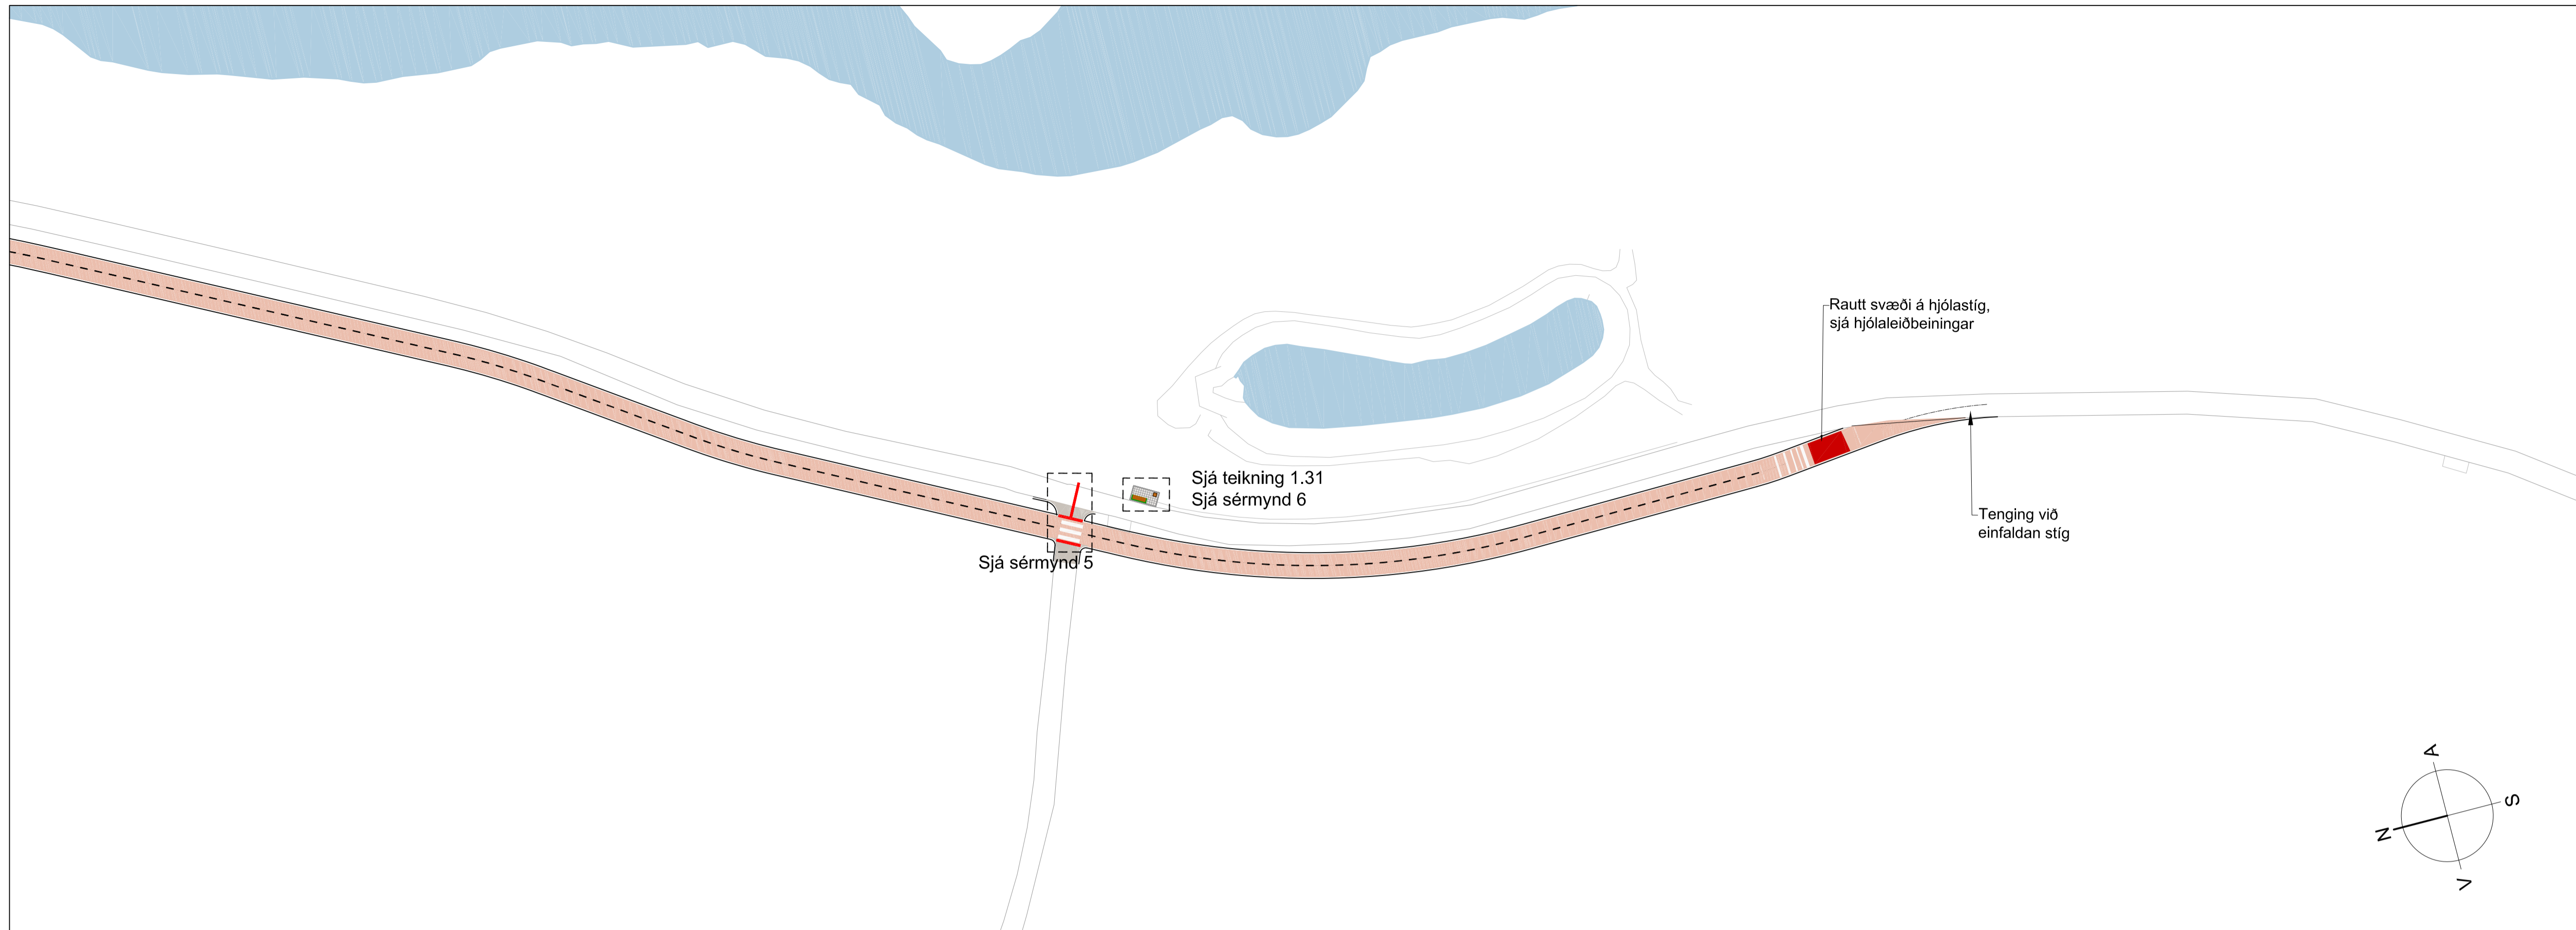 Rautt svæði á hjólastíg,
sjá hjólaleiðbeiningar
Sjá teikning 1.31
Sjá sérmynd 6
Tenging við
einfaldan stíg
Sjá sérmynd 5
A
S
N
V